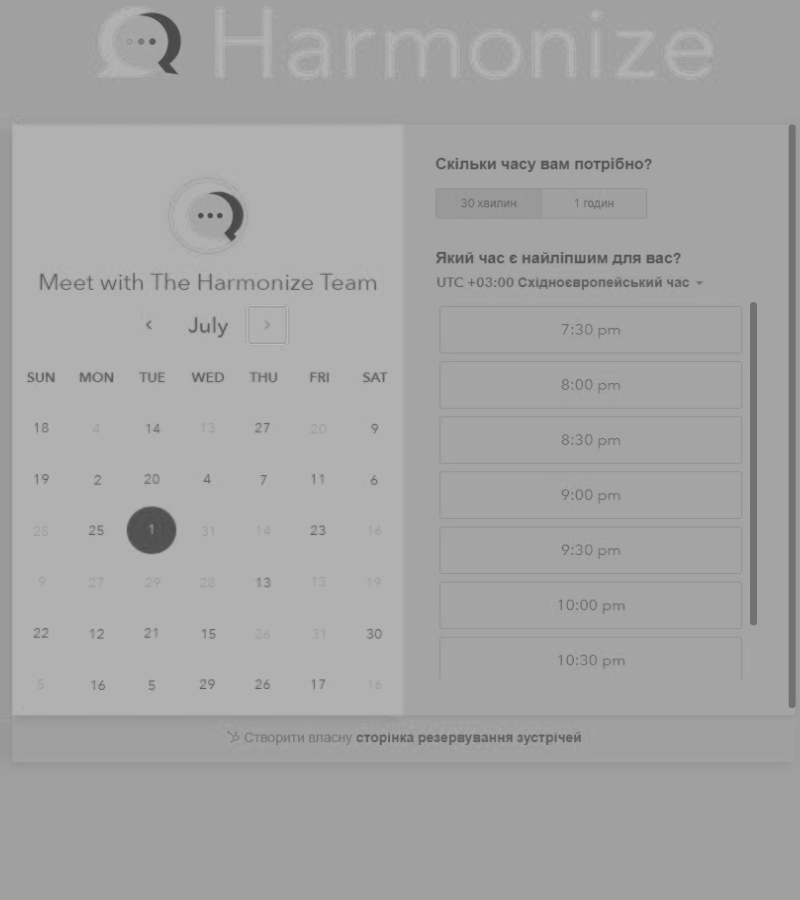 Harmonize
Meet with The Harmonize Team
July
SUN MON TUE WED THU FRI SAT
18 4 14 13 27 20 9
19 2 20 4 7 11 6
25 25 1 31 14 23 16
9 27 29 28 13 13 19
22 12 21 15 26 31 30
5 16 5 29 26 17 16
Скільки часу вам потрібно?
30 хвилин 1 годин
Який час є найліпшим для вас?
UTC +03:00 Східноєвропейський час
7:30 pm
8:00 pm
8:30 pm
9:00 pm
9:30 pm
10:00 pm
10:30 pm
Створити власну сторінка резервування зустрічей